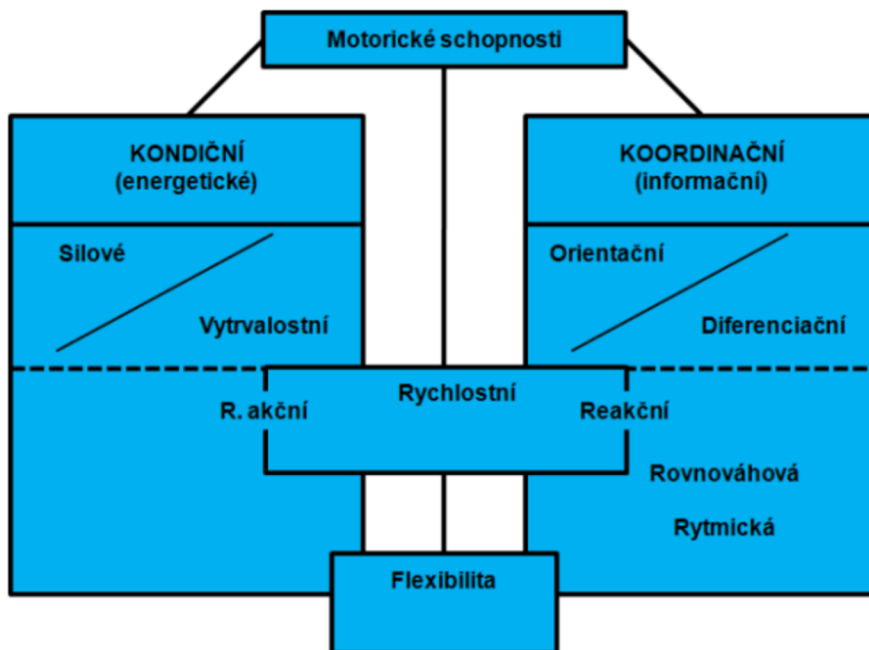 Motorické schopnosti
KONDIČNÍ
(energetické)
KOORDINAČNÍ
(informační)
Silové
Vytrvalostní
Orientační
Diferenciační
Rychlostní
R. akční
Reakční
Rovnováhová
Rytmická
Flexibilita